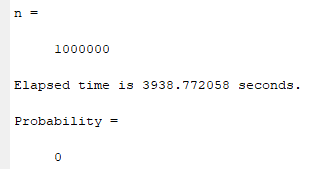 n =
1000000
Elapsed time is 3938.772058 seconds.
Probability =
0